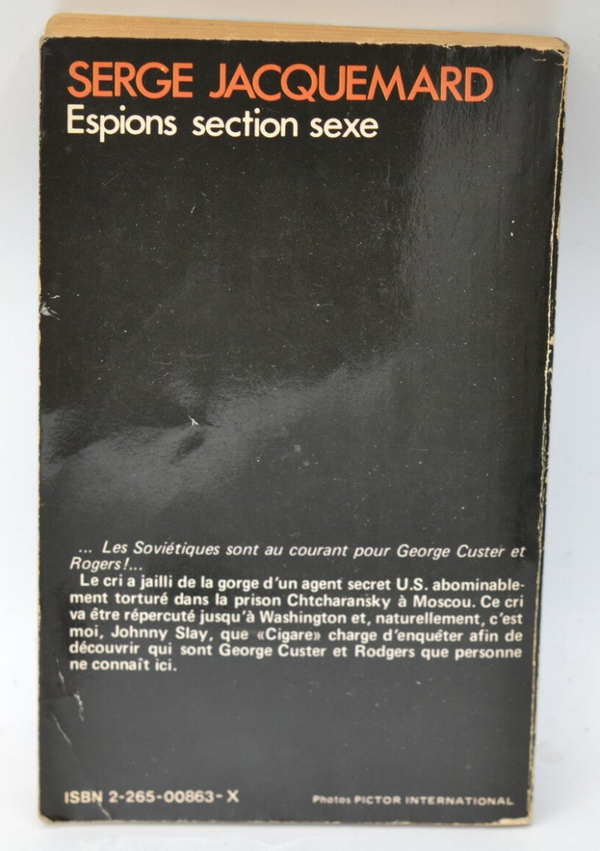 SERGE JACQUEMARD
Espions section sexe
... Les Soviétiques sont au courant pour George Custer et
Rogers !...
Le cri a jailli de la gorge d'un agent secret U.S. abominable-
ment torturé dans la prison Chtcharansky à Moscou. Ce cri
va être répercuté jusqu'à Washington et, naturellement, c'est
moi, Johnny Slay, que «Cigare» charge d'enquêter afin de
découvrir qui sont George Custer et Rodgers que personne
ne connaît ici.
ISBN 2-265-00863-X
Photos PICTOR INTERNATIONAL